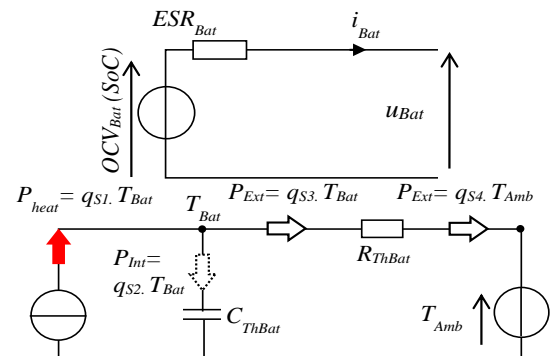 ESR_Bat
i_Bat
OCV_Bat (SoC)
u_Bat
P_heat = q_S1. T_Bat
T_Bat
P_Ext = q_S3. T_Bat
P_Ext = q_S4. T_Amb
P_Int =
q_S2. T_Bat
R_ThBat
C_ThBat
T_Amb